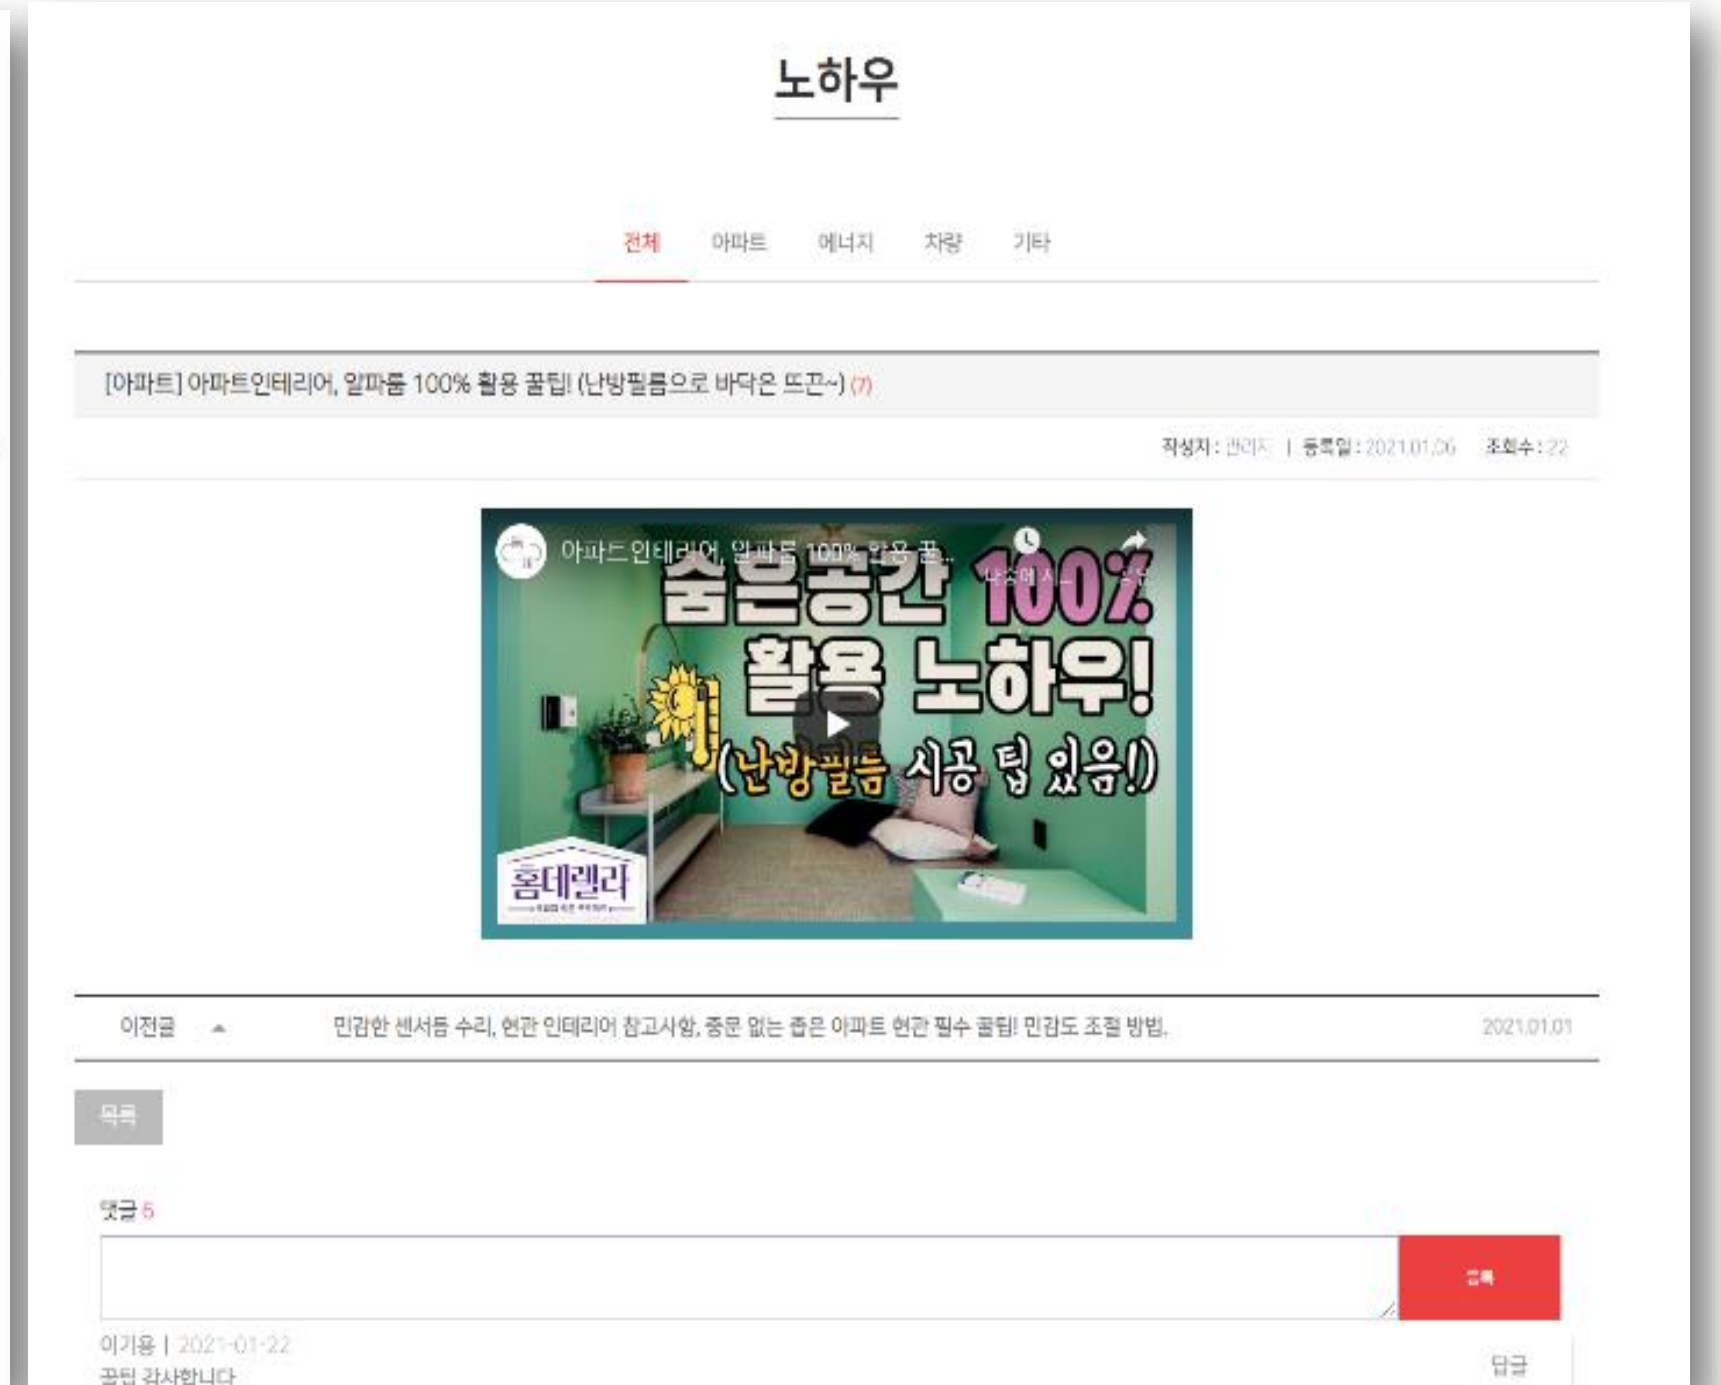 노하우
전체 아파트 에너지 차량 기타
[아파트] 아파트인테리어, 알파룸 100% 활용 꿀팁! (난방필름으로 바닥은 뜨끈~) (7)
작성자 : 관리자 | 등록일 : 2021.01.06 조회수 : 22
아파트인테리어, 알파룸 100% 활용 꿀...
숨은공간 100%
활용 노하우!
(난방필름 시공 팁 있음!)
홈데렐라
이전글 민감한 센서등 수리, 현관 인테리어 참고사항, 중문 없는 좁은 아파트 현관 필수 꿀팁! 민감도 조절 방법. 2021.01.01
목록
댓글
등록
이기용 | 2021-01-22
꿀팁 감사합니다
답글